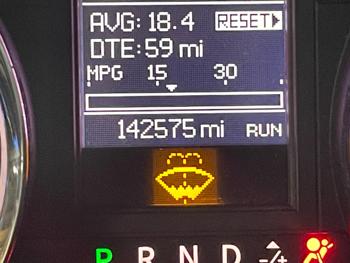 AVG: 18.4 RESET
DTE: 59 mi
MPG 15 30
142575 mi RUN
P R N D -/+